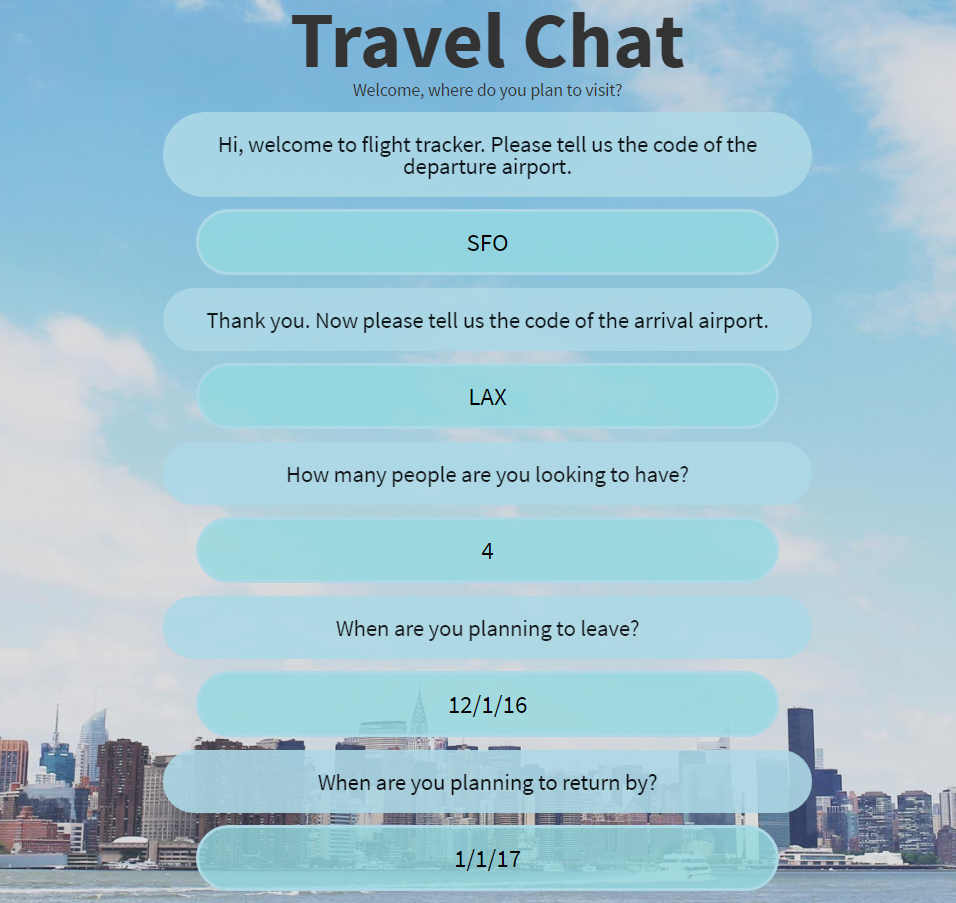 Travel Chat
Welcome, where do you plan to visit?
Hi, welcome to flight tracker. Please tell us the code of the
departure airport.
SFO
Thank you. Now please tell us the code of the arrival airport.
LAX
How many people are you looking to have?
4
When are you planning to leave?
12/1/16
When are you planning to return by?
1/1/17